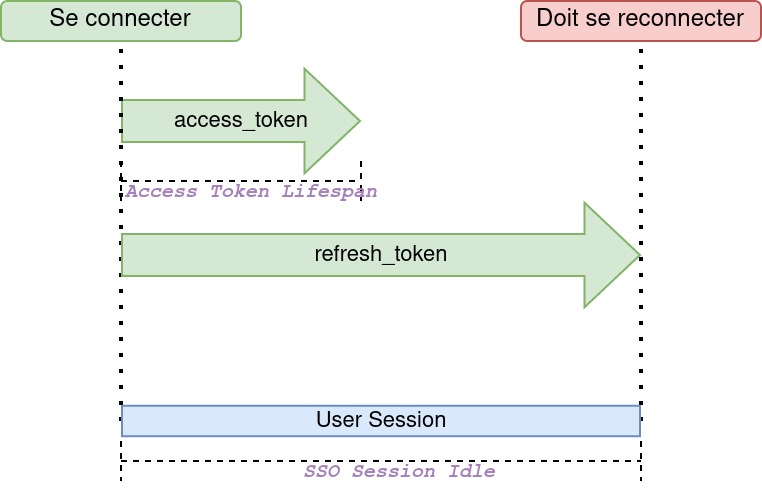 Se connecter
Doit se reconnecter
access_token
Access Token Lifespan
refresh_token
User Session
SSO Session Idle